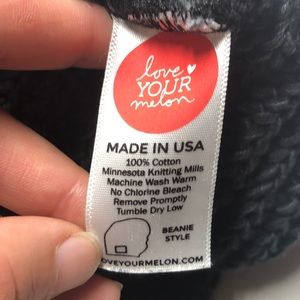 love
YOUR
melon
MADE IN USA
100% Cotton
Minnesota Knitting Mills
Machine Wash Warm
No Chlorine Bleach
Remove Promptly
Tumble Dry Low
BEANIE
STYLE
OVEYOURMELON.COM